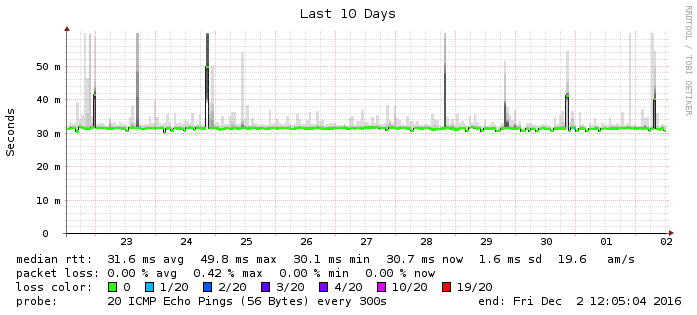 Last 10 Days
RRDTOOL / TOBI OETIKER
Seconds
50 m
40 m
30 m
20 m
10 m
0
23 24 25 26 27 28 29 30 01 02
median rtt: 31.6 ms avg 49.8 ms max 30.1 ms min 30.7 ms now 1.6 ms sd 19.6 am/s
packet loss: 0.00 % avg 0.42 % max 0.00 % min 0.00 % now
loss color: 0 1/20 2/20 3/20 4/20 10/20 19/20
probe: 20 ICMP Echo Pings (56 Bytes) every 300s end: Fri Dec 2 12:05:04 2016